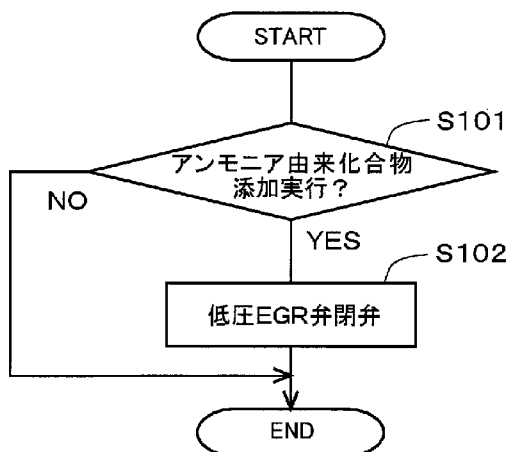 START
S101
アンモニア由来化合物
添加実行？
NO
YES
S102
低圧EGR弁閉弁
END